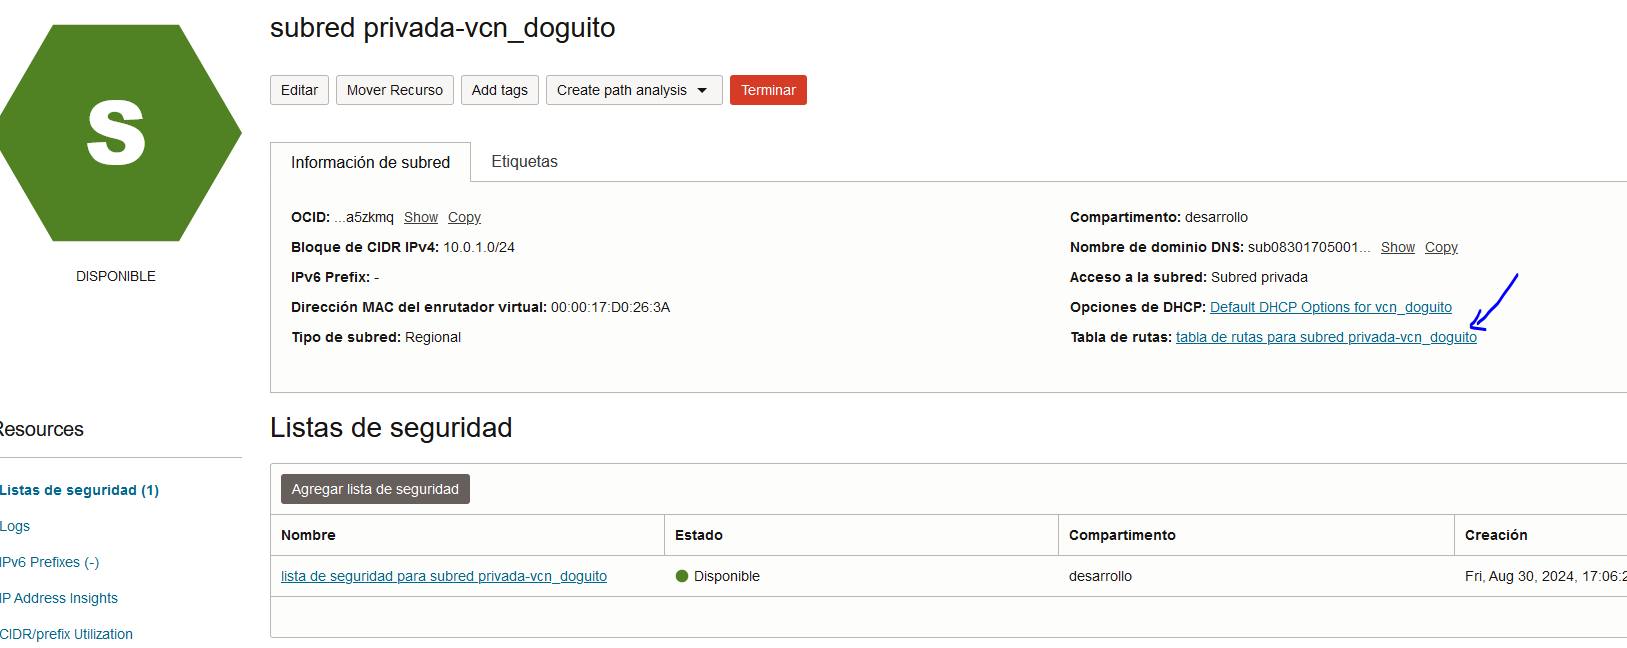 subred privada-vcn_doguito
S
Editar Mover Recurso Add tags Create path analysis Terminar
Información de subred Etiquetas
OCID: ...a5zkmq Show Copy
Bloque de CIDR IPv4: 10.0.1.0/24
IPv6 Prefix: -
Dirección MAC del enrutador virtual: 00:00:17:D0:26:3A
Tipo de subred: Regional
Compartimento: desarrollo
Nombre de dominio DNS: sub08301705001... Show Copy
Acceso a la subred: Subred privada
Opciones de DHCP: Default DHCP Options for vcn_doguito
Tabla de rutas: tabla de rutas para subred privada-vcn_doguito
DISPONIBLE
Resources
Listas de seguridad (1)
Logs
IPv6 Prefixes (-)
IP Address Insights
CIDR/prefix Utilization
Listas de seguridad
Agregar lista de seguridad
Nombre Estado Compartimento Creación
lista de seguridad para subred privada-vcn_doguito Disponible desarrollo Fri, Aug 30, 2024, 17:06:2